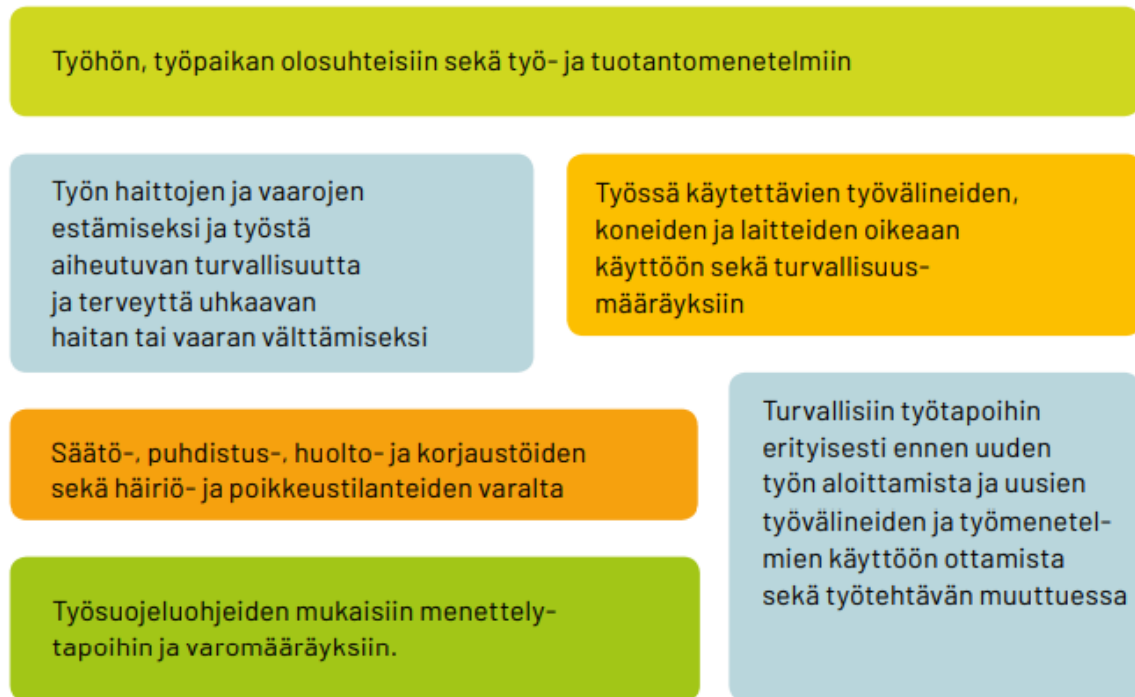 Työhön, työpaikan olosuhteisiin sekä työ- ja tuotantomenetelmiin
Työn haittojen ja vaarojen
estämiseksi ja työstä
aiheutuvan turvallisuutta
ja terveyttä uhkaavan
haitan tai vaaran välttämiseksi
Työssä käytettävien työvälineiden,
koneiden ja laitteiden oikeaan
käyttöön sekä turvallisuus-
määräyksiin
Säätö-, puhdistus-, huolto- ja korjaustöiden
sekä häiriö- ja poikkeustilanteiden varalta
Turvallisiin työtapoihin
erityisesti ennen uuden
työn aloittamista ja uusien
työvälineiden ja työmenetel-
mien käyttöön ottamista
sekä työtehtävän muuttuessa
Työsuojeluohjeiden mukaisiin menettely-
tapoihin ja varomääräyksiin.